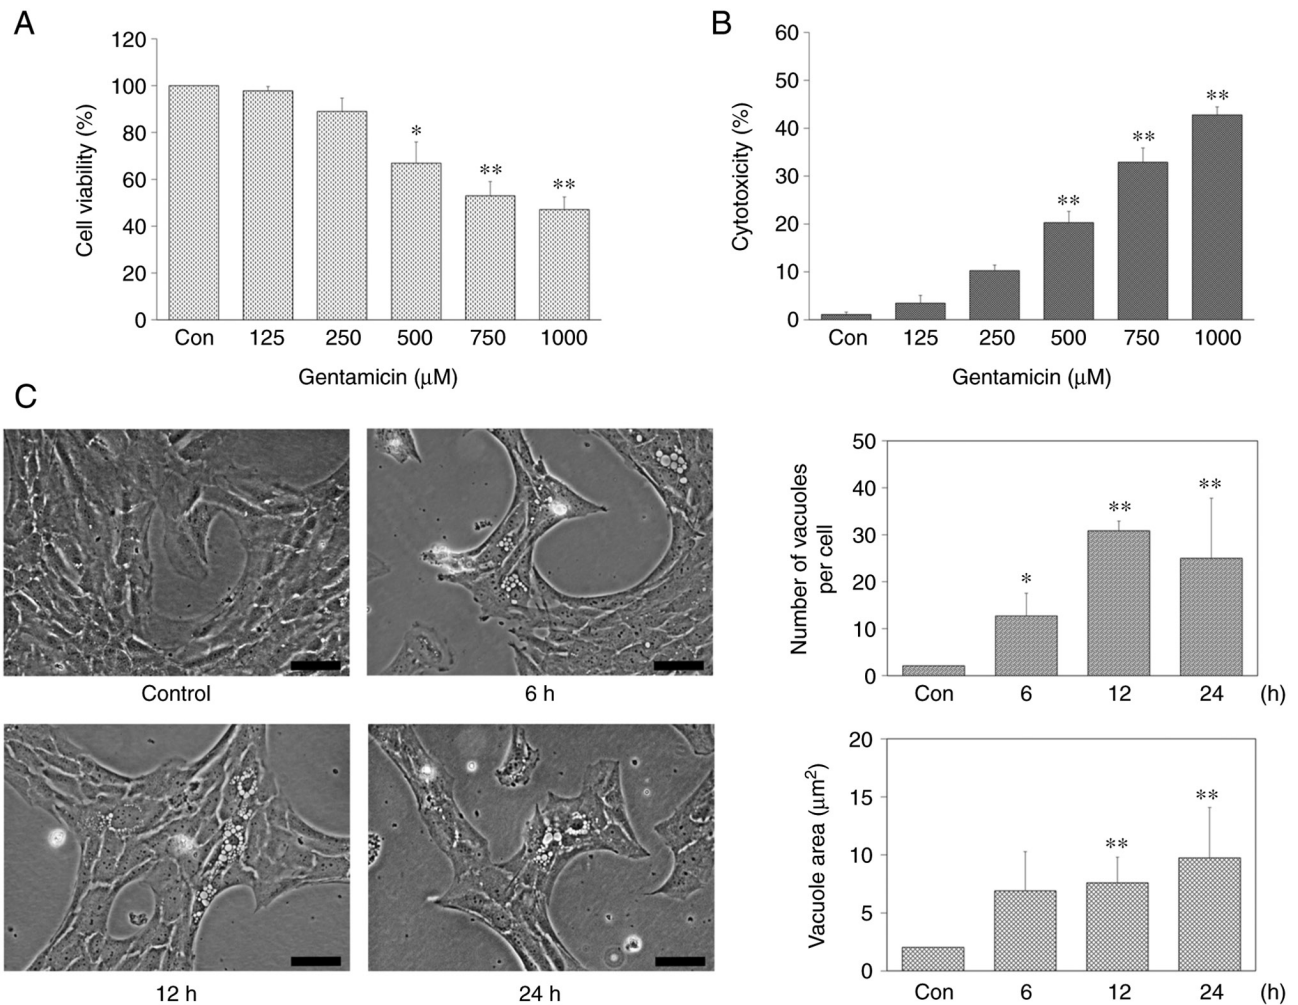 A
Cell viability (%)
120
100
80
60
40
20
0
*
**
**
Con 125 250 500 750 1000
Gentamicin (μM)
B
Cytotoxicity (%)
60
50
40
30
20
10
0
**
**
**
Con 125 250 500 750 1000
Gentamicin (μM)
C
Control
6 h
12 h
24 h
Number of vacuoles
per cell
50
40
30
20
10
0
*
**
**
Con 6 12 24 (h)
Vacuole area (μm²)
20
15
10
5
0
**
**
Con 6 12 24 (h)